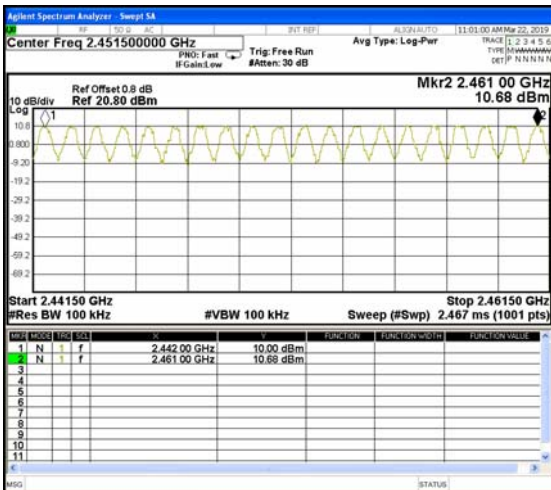 Agilent Spectrum Analyzer - Swept SA
RF 50 Ω AC INT REF ALIGNAUTO 11:01:00 AM Mar 22, 2019
Center Freq 2.451500000 GHz
PNO: Fast
IFGain:Low
Trig: Free Run
#Atten: 30 dB
Avg Type: Log-Pwr
TRACE 1 2 3 4 5 6
TYPE M
DET P N N N N N
Ref Offset 0.8 dB
Ref 20.80 dBm
Mkr2 2.461 00 GHz
10.68 dBm
10 dB/div
Log
1
2
10.8
0.800
-9.20
-19.2
-29.2
-39.2
-49.2
-59.2
-69.2
Start 2.44150 GHz
Stop 2.46150 GHz
#Res BW 100 kHz
#VBW 100 kHz
Sweep (#Swp) 2.467 ms (1001 pts)
MKR MODE TRC SCL X Y FUNCTION FUNCTION WIDTH FUNCTION VALUE
1 N 1 f 2.442 00 GHz 10.00 dBm
2 N 1 f 2.461 00 GHz 10.68 dBm
3
4
5
6
7
8
9
10
11
MSG
STATUS